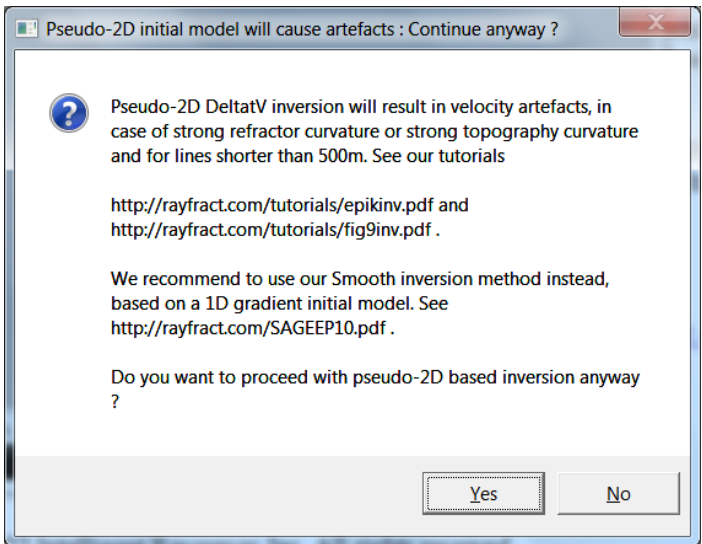 Pseudo-2D initial model will cause artefacts : Continue anyway ?
Pseudo-2D DeltatV inversion will result in velocity artefacts, in
case of strong refractor curvature or strong topography curvature
and for lines shorter than 500m. See our tutorials
http://rayfract.com/tutorials/epikinv.pdf and
http://rayfract.com/tutorials/fig9inv.pdf .
We recommend to use our Smooth inversion method instead,
based on a 1D gradient initial model. See
http://rayfract.com/SAGEEP10.pdf .
Do you want to proceed with pseudo-2D based inversion anyway
?
Yes
No